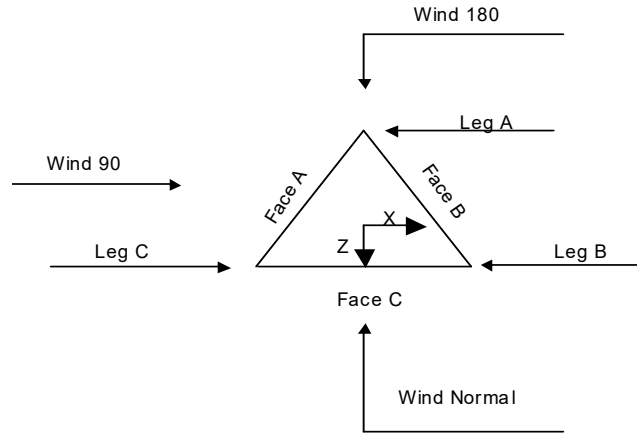 Wind 180
Leg A
Wind 90
Face A
Face B
X
Z
Leg C
Leg B
Face C
Wind Normal